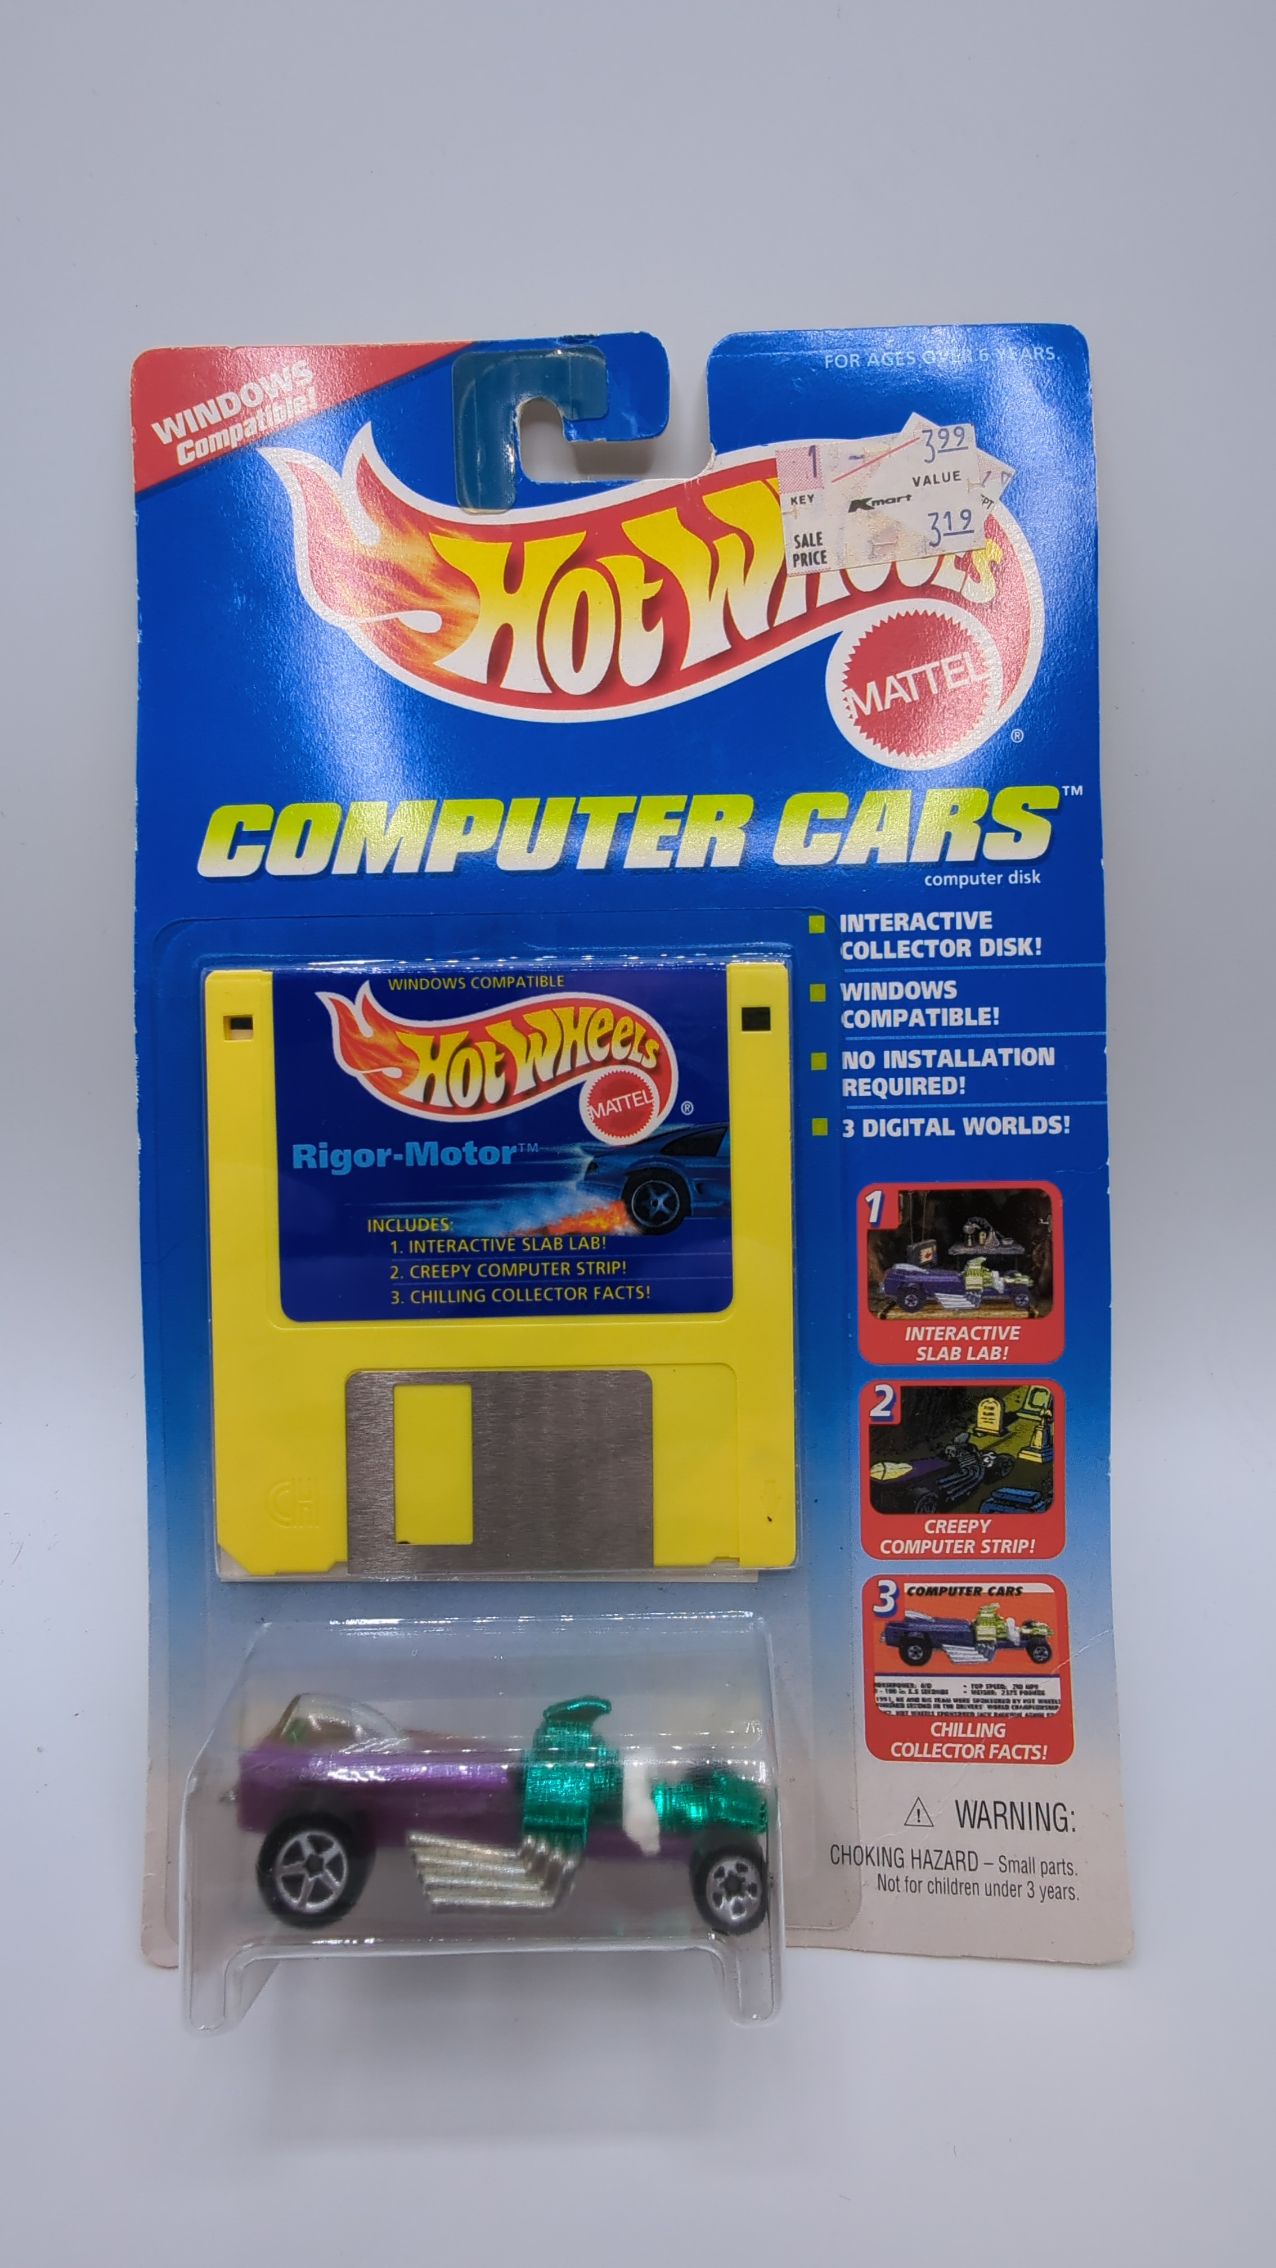 WINDOWS
Compatible!
FOR AGES OVER 6 YEARS.
1
3.99
KEY
VALUE
Kmart
SALE
PRICE
3.19
HOT WHEELS
MATTEL
®
COMPUTER CARS™
computer disk
INTERACTIVE
COLLECTOR DISK!
WINDOWS
COMPATIBLE!
NO INSTALLATION
REQUIRED!
3 DIGITAL WORLDS!
WINDOWS COMPATIBLE
HOT WHEELS
MATTEL
®
Rigor-Motor™
INCLUDES:
1. INTERACTIVE SLAB LAB!
2. CREEPY COMPUTER STRIP!
3. CHILLING COLLECTOR FACTS!
1
INTERACTIVE
SLAB LAB!
2
CREEPY
COMPUTER STRIP!
3
COMPUTER CARS
CHILLING
COLLECTOR FACTS!
WARNING:
CHOKING HAZARD – Small parts.
Not for children under 3 years.